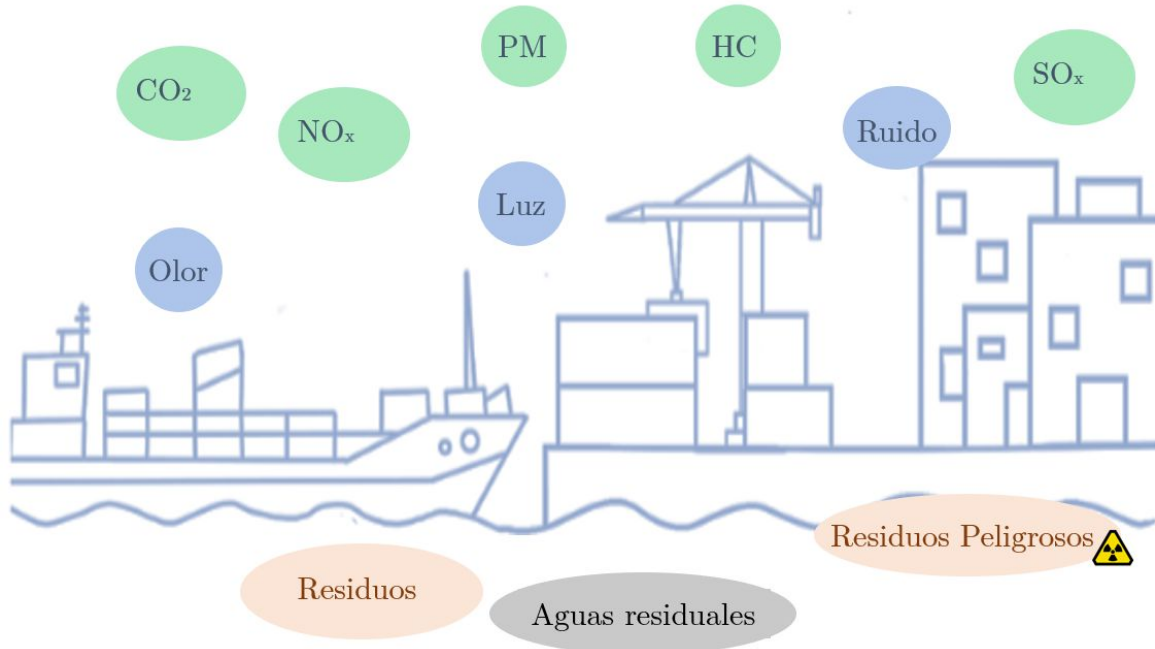 PM
HC
CO₂
NOₓ
SOₓ
Ruido
Luz
Olor
Residuos Peligrosos
Residuos
Aguas residuales